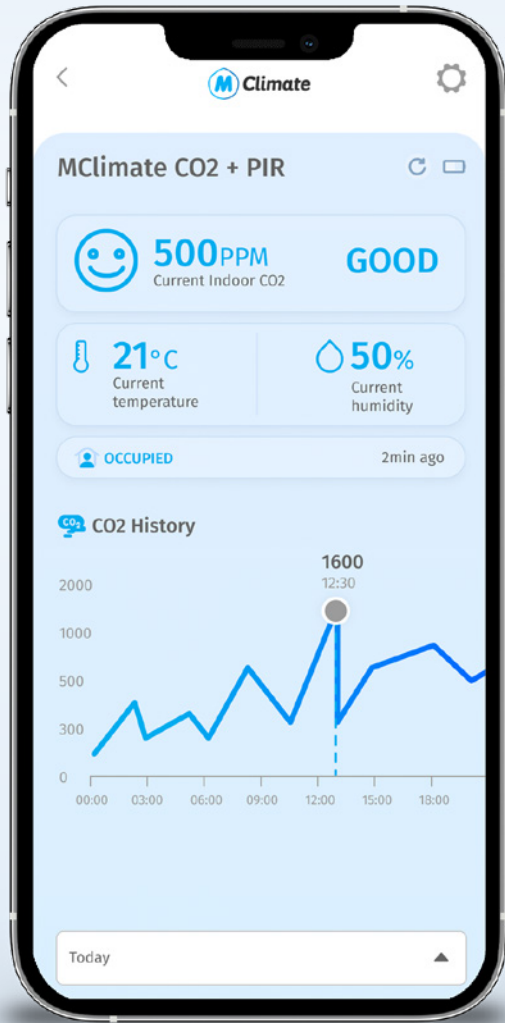 M Climate
MClimate CO2 + PIR
500PPM
Current Indoor CO2
GOOD
21°C
Current
temperature
50%
Current
humidity
OCCUPIED
2min ago
CO2
CO2 History
1600
12:30
2000
1000
500
300
0
00:00 03:00 06:00 09:00 12:00 15:00 18:00
Today